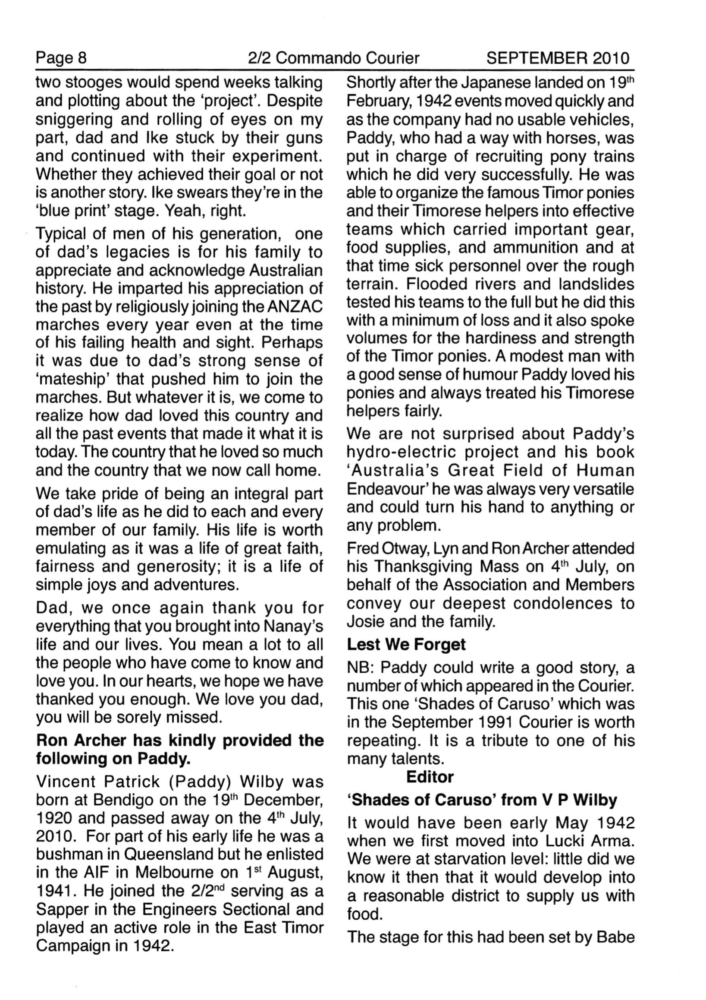 Page 8 2/2 Commando Courier SEPTEMBER 2010
two stooges would spend weeks talking
and plotting about the ‘project’. Despite
sniggering and rolling of eyes on my
part, dad and Ike stuck by their guns
and continued with their experiment.
Whether they achieved their goal or not
is another story. Ike swears they’re in the
‘blue print’ stage. Yeah, right.
Typical of men of his generation, one
of dad’s legacies is for his family to
appreciate and acknowledge Australian
history. He imparted his appreciation of
the past by religiously joining the ANZAC
marches every year even at the time
of his failing health and sight. Perhaps
it was due to dad’s strong sense of
‘mateship’ that pushed him to join the
marches. But whatever it is, we come to
realize how dad loved this country and
all the past events that made it what it is
today. The country that he loved so much
and the country that we now call home.
We take pride of being an integral part
of dad’s life as he did to each and every
member of our family. His life is worth
emulating as it was a life of great faith,
fairness and generosity; it is a life of
simple joys and adventures.
Dad, we once again thank you for
everything that you brought into Nanay’s
life and our lives. You mean a lot to all
the people who have come to know and
love you. In our hearts, we hope we have
thanked you enough. We love you dad,
you will be sorely missed.
Ron Archer has kindly provided the
following on Paddy.
Vincent Patrick (Paddy) Wilby was
born at Bendigo on the 19th December,
1920 and passed away on the 4th July,
2010. For part of his early life he was a
bushman in Queensland but he enlisted
in the AIF in Melbourne on 1st August,
1941. He joined the 2/2nd serving as a
Sapper in the Engineers Sectional and
played an active role in the East Timor
Campaign in 1942.
Shortly after the Japanese landed on 19th
February, 1942 events moved quickly and
as the company had no usable vehicles,
Paddy, who had a way with horses, was
put in charge of recruiting pony trains
which he did very successfully. He was
able to organize the famous Timor ponies
and their Timorese helpers into effective
teams which carried important gear,
food supplies, and ammunition and at
that time sick personnel over the rough
terrain. Flooded rivers and landslides
tested his teams to the full but he did this
with a minimum of loss and it also spoke
volumes for the hardiness and strength
of the Timor ponies. A modest man with
a good sense of humour Paddy loved his
ponies and always treated his Timorese
helpers fairly.
We are not surprised about Paddy’s
hydro-electric project and his book
‘Australia’s Great Field of Human
Endeavour’ he was always very versatile
and could turn his hand to anything or
any problem.
Fred Otway, Lyn and Ron Archer attended
his Thanksgiving Mass on 4th July, on
behalf of the Association and Members
convey our deepest condolences to
Josie and the family.
Lest We Forget
NB: Paddy could write a good story, a
number of which appeared in the Courier.
This one ‘Shades of Caruso’ which was
in the September 1991 Courier is worth
repeating. It is a tribute to one of his
many talents.
Editor
‘Shades of Caruso’ from V P Wilby
It would have been early May 1942
when we first moved into Lucki Arma.
We were at starvation level: little did we
know it then that it would develop into
a reasonable district to supply us with
food.
The stage for this had been set by Babe